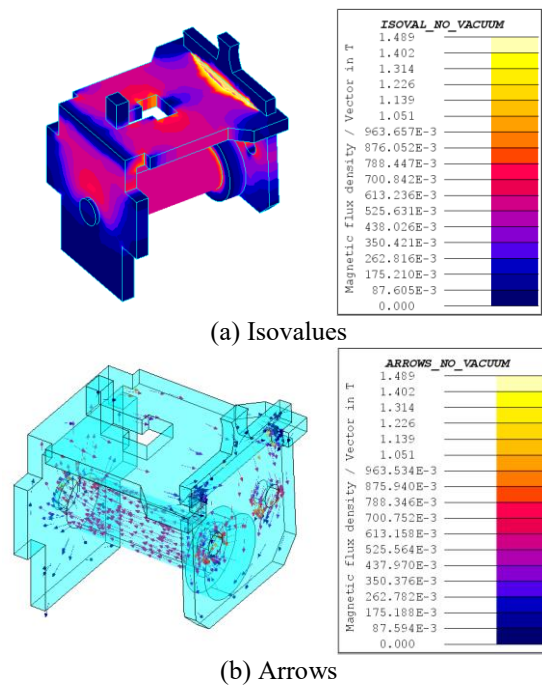 ISOVAL_NO_VACUUM
Magnetic flux density / Vector in T
1.489
1.402
1.314
1.226
1.139
1.051
963.657E-3
876.052E-3
788.447E-3
700.842E-3
613.236E-3
525.631E-3
438.026E-3
350.421E-3
262.816E-3
175.210E-3
87.605E-3
0.000
(a) Isovalues
ARROWS_NO_VACUUM
Magnetic flux density / Vector in T
1.489
1.402
1.314
1.226
1.139
1.051
963.534E-3
875.940E-3
788.346E-3
700.752E-3
613.158E-3
525.564E-3
437.970E-3
350.376E-3
262.782E-3
175.188E-3
87.594E-3
0.000
(b) Arrows